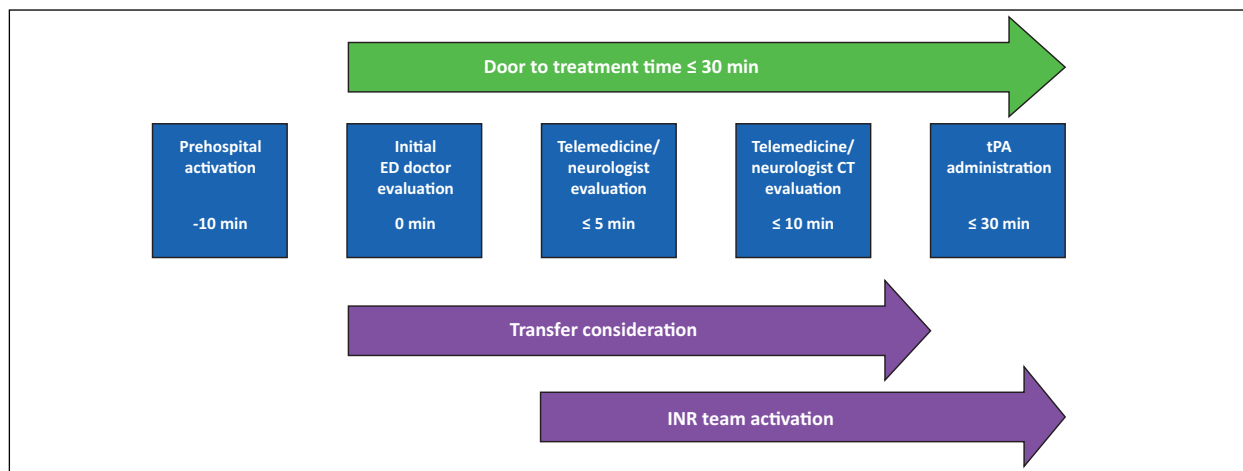 Door to treatment time ≤ 30 min
Prehospital
activation
-10 min
Initial
ED doctor
evaluation
0 min
Telemedicine/
neurologist
evaluation
≤ 5 min
Telemedicine/
neurologist CT
evaluation
≤ 10 min
tPA
administration
≤ 30 min
Transfer consideration
INR team activation